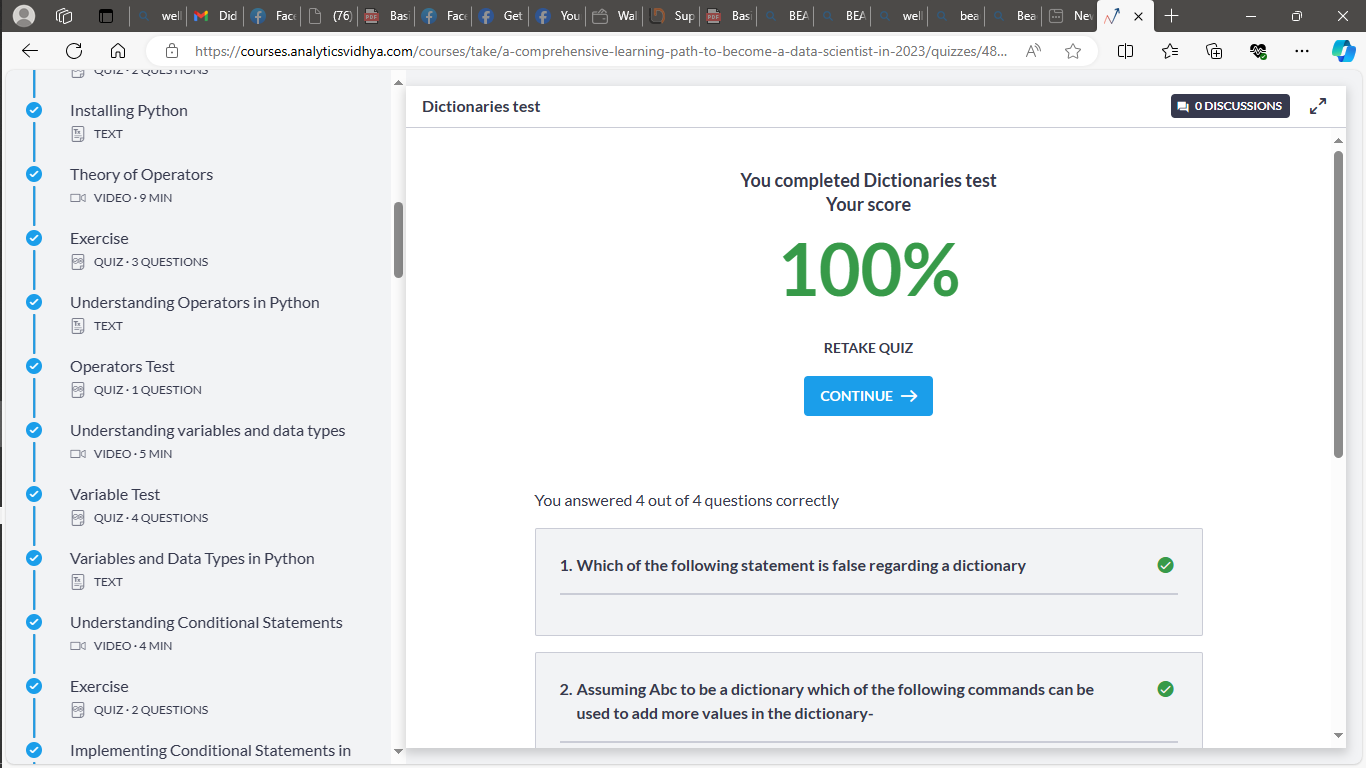 well
Did
Face
(76)
Basi
Face
Get
You
Wal
Sup
Basi
BEA
BEA
well
bea
Bea
Nev
https://courses.analyticsvidhya.com/courses/take/a-comprehensive-learning-path-to-become-a-data-scientist-in-2023/quizzes/48...
QUIZ · 2 QUESTIONS
Installing Python
TEXT
Theory of Operators
VIDEO · 9 MIN
Exercise
QUIZ · 3 QUESTIONS
Understanding Operators in Python
TEXT
Operators Test
QUIZ · 1 QUESTION
Understanding variables and data types
VIDEO · 5 MIN
Variable Test
QUIZ · 4 QUESTIONS
Variables and Data Types in Python
TEXT
Understanding Conditional Statements
VIDEO · 4 MIN
Exercise
QUIZ · 2 QUESTIONS
Implementing Conditional Statements in
Dictionaries test
0 DISCUSSIONS
You completed Dictionaries test
Your score
100%
RETAKE QUIZ
CONTINUE
You answered 4 out of 4 questions correctly
1. Which of the following statement is false regarding a dictionary
2. Assuming Abc to be a dictionary which of the following commands can be
used to add more values in the dictionary-